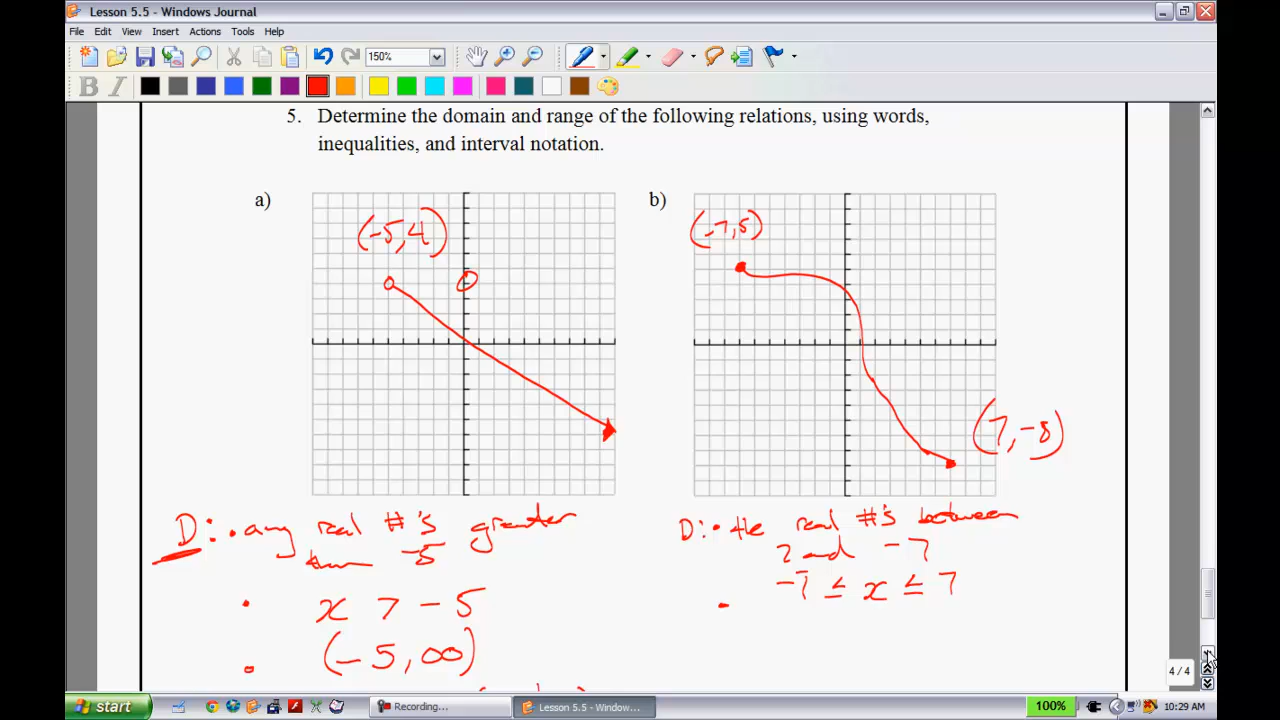 Lesson 5.5 - Windows Journal
File Edit View Insert Actions Tools Help
150%
B I
5. Determine the domain and range of the following relations, using words,
inequalities, and interval notation.
a)
b)
(-5,4)
(-7,5)
(7,-8)
D: • any real #'s greater
than -5
• x > -5
• (-5,∞)
D: • the real #'s between
7 and -7
• -7 ≤ x ≤ 7
4 / 4
start
Recording...
Lesson 5.5 - Window...
100%
10:29 AM